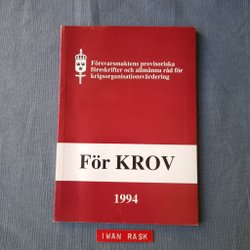 Försvarsmaktens provisoriska
föreskrifter och allmänna råd för
krigsorganisationsvärdering
För KROV
1994
IWAN RASK